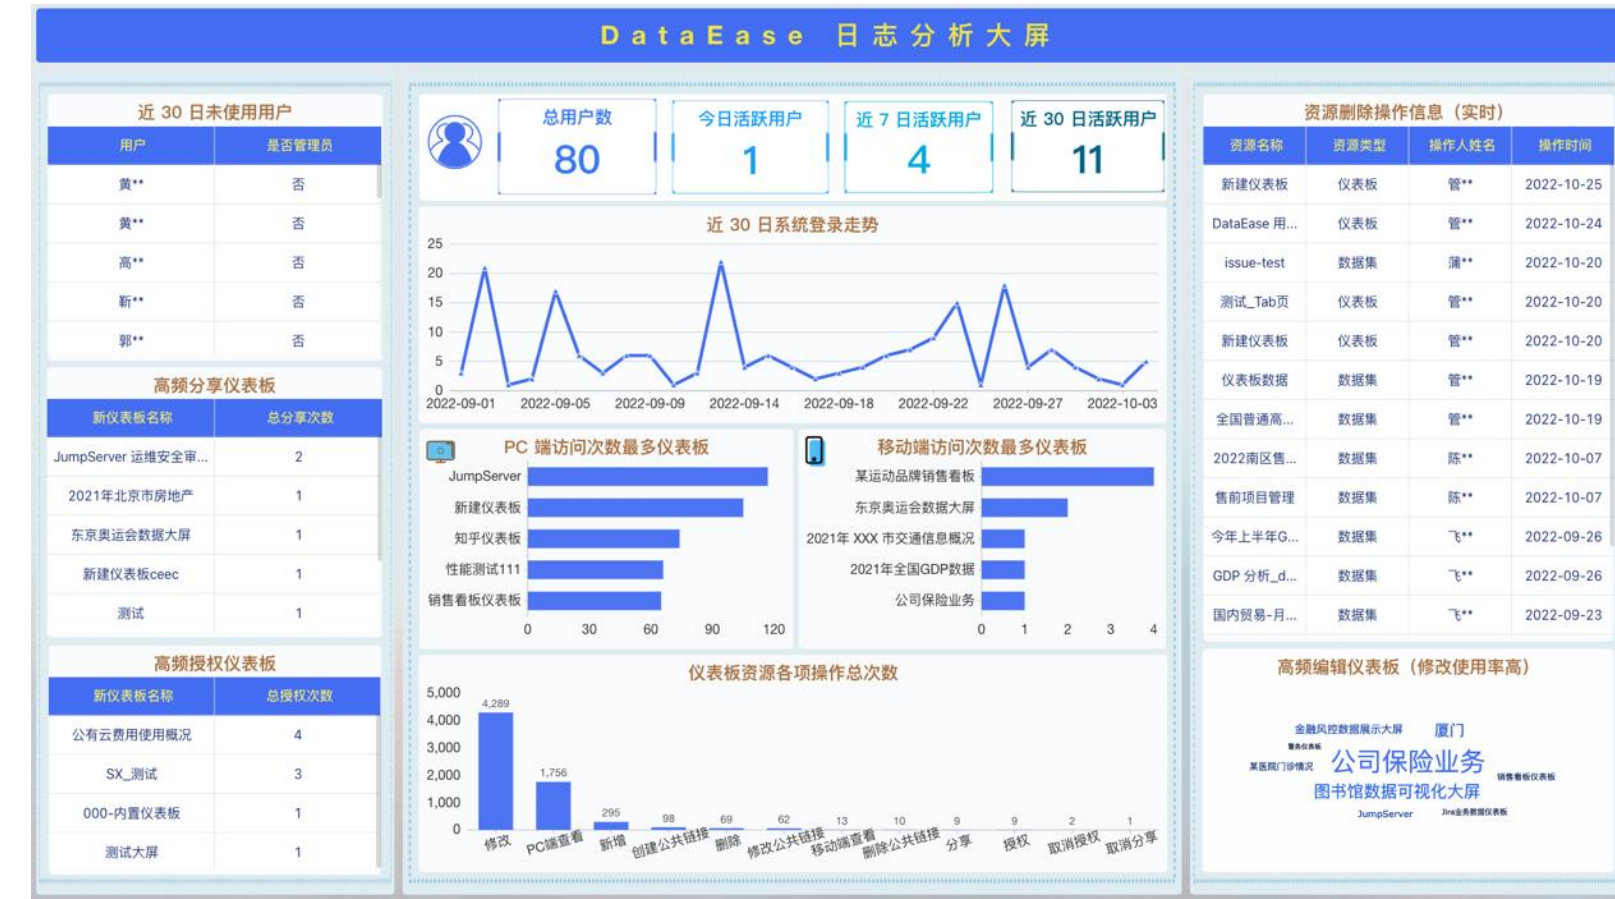 DataEase 日志分析大屏
近 30 日未使用用户
用户 是否管理员
黄** 否
黄** 否
高** 否
靳** 否
郭** 否
高频分享仪表板
新仪表板名称 总分享次数
JumpServer 运维安全审... 2
2021年北京市房地产 1
东京奥运会数据大屏 1
新建仪表板ceec 1
测试 1
高频授权仪表板
新仪表板名称 总授权次数
公有云费用使用概况 4
SX_测试 3
000-内置仪表板 1
测试大屏 1
总用户数 今日活跃用户 近 7 日活跃用户 近 30 日活跃用户
80 1 4 11
近 30 日系统登录走势
25
20
15
10
5
0
2022-09-01 2022-09-05 2022-09-09 2022-09-14 2022-09-18 2022-09-22 2022-09-27 2022-10-03
PC 端访问次数最多仪表板
JumpServer
新建仪表板
知乎仪表板
性能测试111
销售看板仪表板
0 30 60 90 120
移动端访问次数最多仪表板
某运动品牌销售看板
东京奥运会数据大屏
2021年 XXX 市交通信息概况
2021年全国GDP数据
公司保险业务
0 1 2 3 4
仪表板资源各项操作总次数
5,000
4,000
3,000
2,000
1,000
0
4,289 1,756 295 98 69 62 13 10 9 9 2 1
修改 PC端查看 新增 创建公共链接 删除 修改公共链接 移动端查看 删除公共链接 分享 授权 取消授权 取消分享
资源删除操作信息（实时）
资源名称 资源类型 操作人姓名 操作时间
新建仪表板 仪表板 管** 2022-10-25
DataEase 用... 仪表板 管** 2022-10-24
issue-test 数据集 蒲** 2022-10-20
测试_Tab页 仪表板 管** 2022-10-20
新建仪表板 仪表板 管** 2022-10-20
仪表板数据 数据集 管** 2022-10-19
全国普通高... 数据集 管** 2022-10-19
2022南区售... 数据集 陈** 2022-10-07
售前项目管理 数据集 陈** 2022-10-07
今年上半年G... 数据集 飞** 2022-09-26
GDP 分析_d... 数据集 飞** 2022-09-26
国内贸易-月... 数据集 飞** 2022-09-23
高频编辑仪表板（修改使用率高）
金融风控数据展示大屏 厦门
警务仪表板
某医院门诊情况 公司保险业务
销售看板仪表板
图书馆数据可视化大屏
JumpServer Jira业务数据仪表板